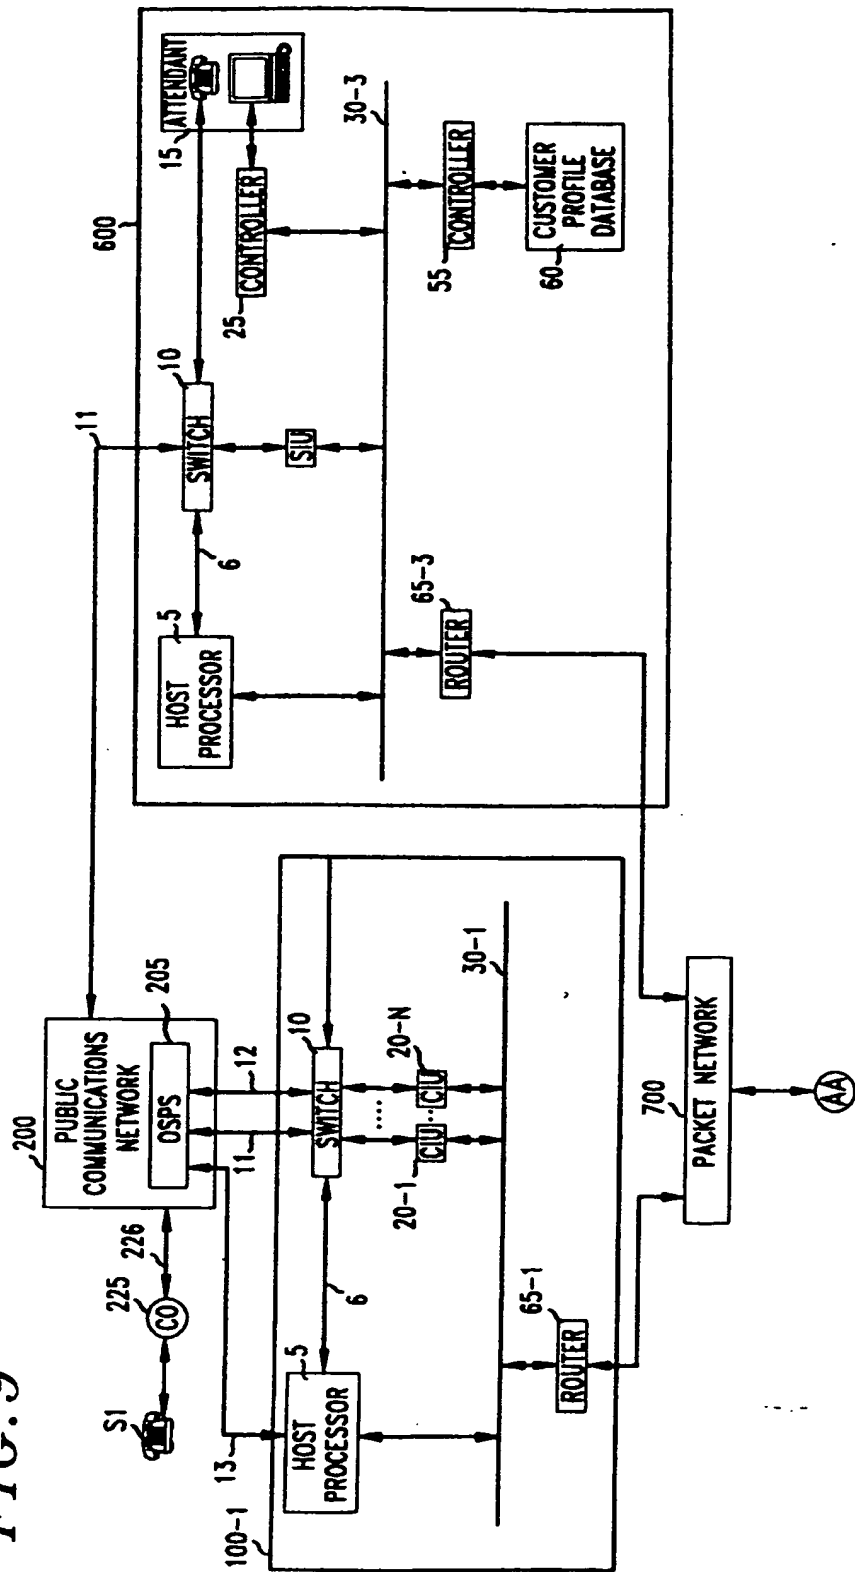 FIG. 9
S1
225
CO
226
200
PUBLIC
COMMUNICATIONS
NETWORK
OSPS
205
11
12
13
100-1
HOST
PROCESSOR
5
6
10
SWITCH
20-1
CIU
....
..
20-N
CIU
30-1
65-1
ROUTER
700
PACKET NETWORK
AA
11
600
HOST
PROCESSOR
5
6
10
SWITCH
SIU
15
ATTENDANT
25
CONTROLLER
30-3
65-3
ROUTER
55
CONTROLLER
60
CUSTOMER
PROFILE
DATABASE